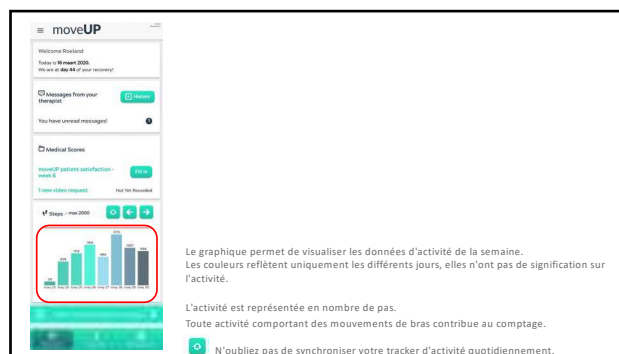 moveUP
Welcome Roeland
Today is 16 maart 2020.
We are at day 44 of your recovery!
Messages from your therapist
History
You have unread messages!
Medical Scores
moveUP patient satisfaction - week 6
Fill in
1 new video request
Not Yet Recorded
Steps - max 2000
Le graphique permet de visualiser les données d'activité de la semaine.
Les couleurs reflètent uniquement les différents jours, elles n'ont pas de signification sur
l'activité.
L'activité est représentée en nombre de pas.
Toute activité comportant des mouvements de bras contribue au comptage.
N'oubliez pas de synchroniser votre tracker d'activité quotidiennement.